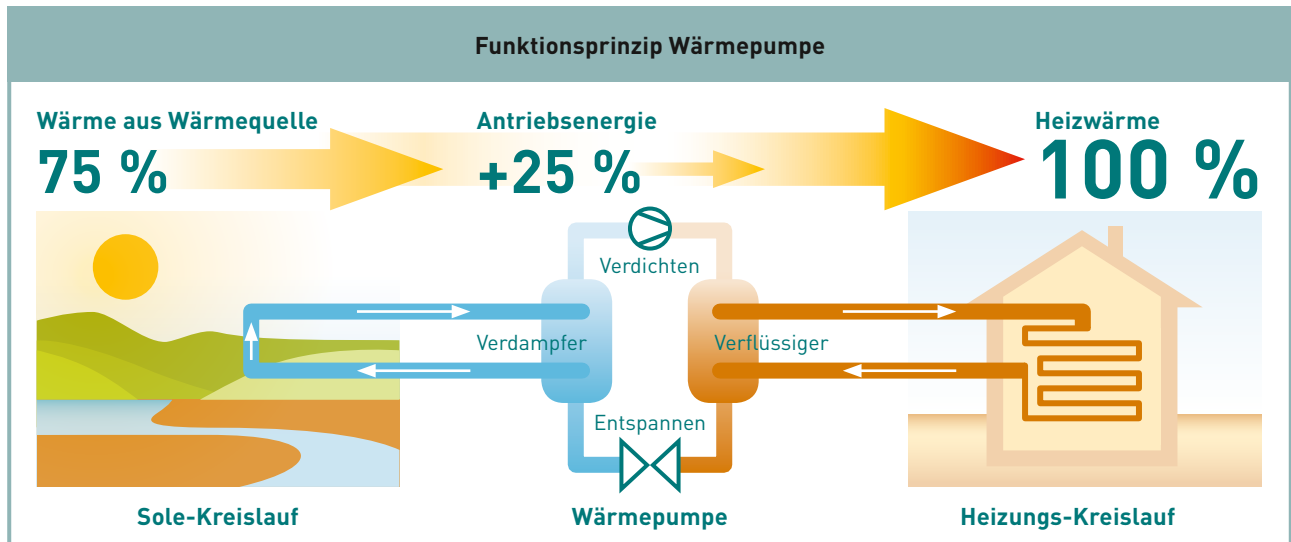 Funktionsprinzip Wärmepumpe
Wärme aus Wärmequelle
75 %
Antriebsenergie
+25 %
Heizwärme
100 %
Verdichten
Verdampfer
Verflüssiger
Entspannen
Sole-Kreislauf
Wärmepumpe
Heizungs-Kreislauf